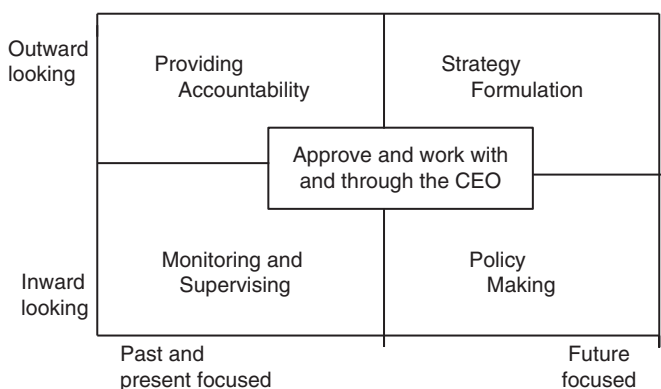 Outward
looking
Providing
Accountability
Strategy
Formulation
Approve and work with
and through the CEO
Monitoring and
Supervising
Policy
Making
Inward
looking
Past and
present focused
Future
focused